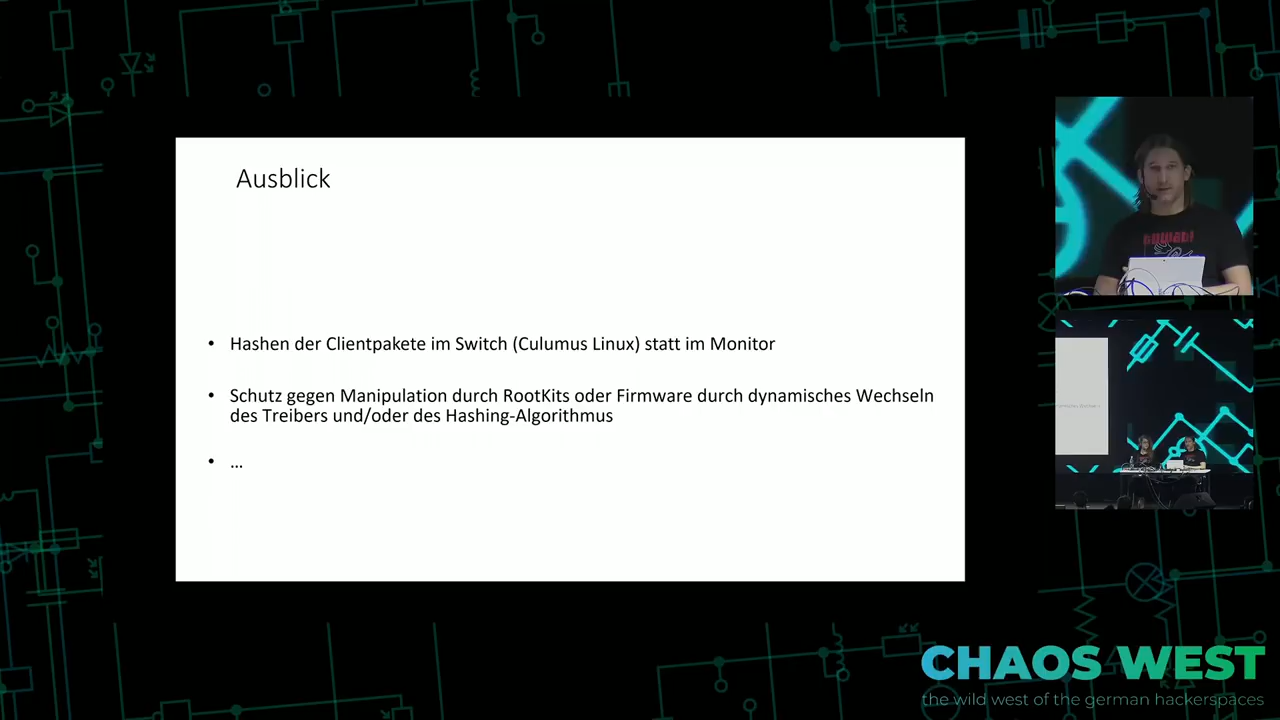 Ausblick
• Hashen der Clientpakete im Switch (Culumus Linux) statt im Monitor
• Schutz gegen Manipulation durch RootKits oder Firmware durch dynamisches Wechseln
des Treibers und/oder des Hashing-Algorithmus
• ...
CHAOS WEST
the wild west of the german hackerspaces